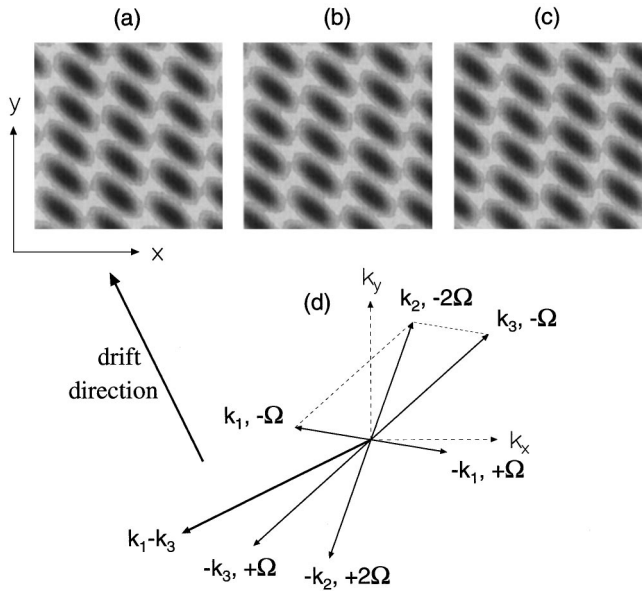 (a) (b) (c)
y
x
drift
direction
(d)
k_y
k_2, -2Ω
k_3, -Ω
k_1, -Ω
k_x
-k_1, +Ω
k_1-k_3
-k_3, +Ω
-k_2, +2Ω